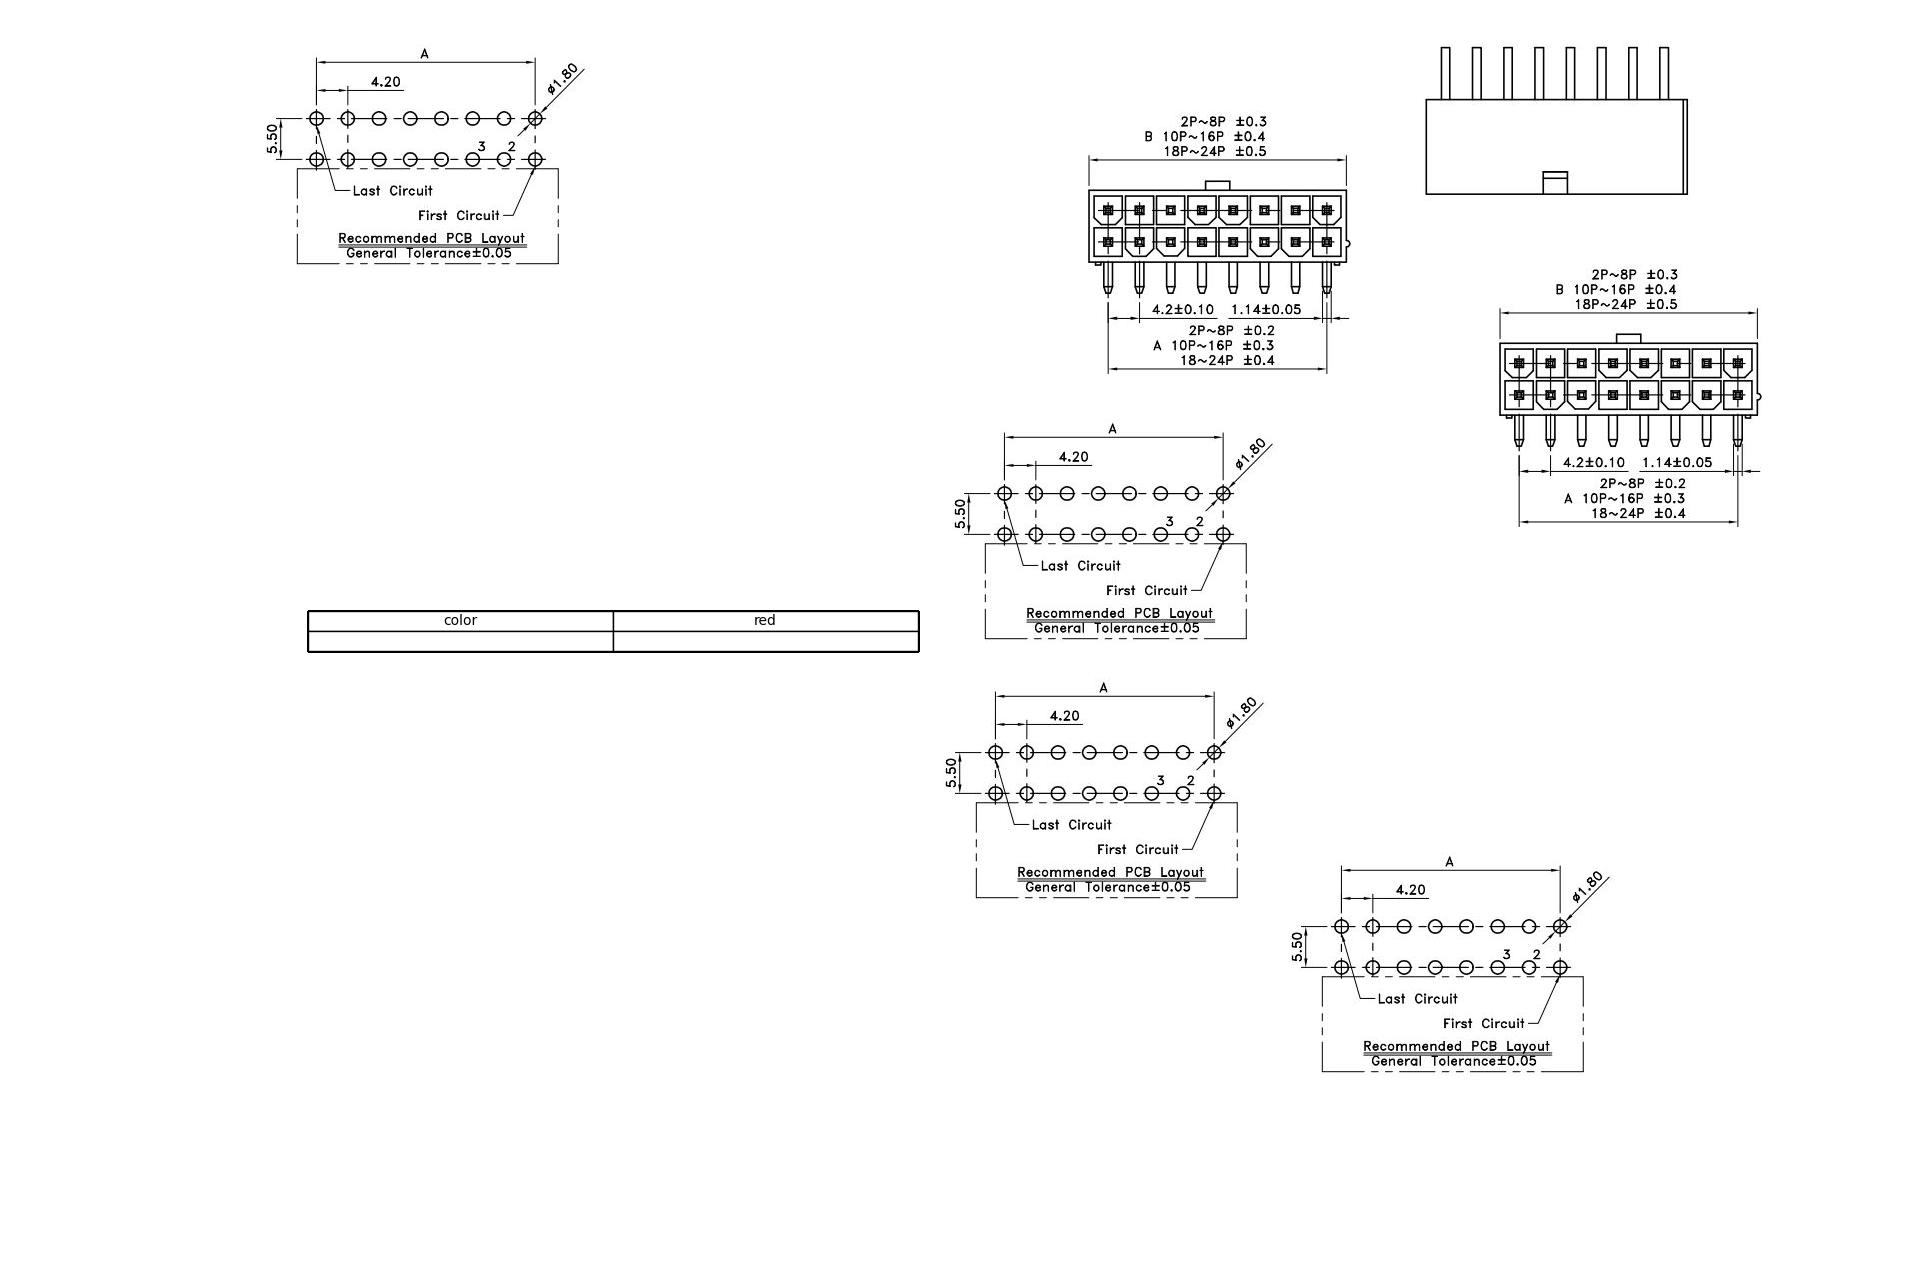 A
4.20
ø1.80
5.50
3 2
Last Circuit
First Circuit
Recommended PCB Layout
General Tolerance±0.05
2P~8P ±0.3
B 10P~16P ±0.4
18P~24P ±0.5
4.2±0.10 1.14±0.05
2P~8P ±0.2
A 10P~16P ±0.3
18~24P ±0.4
2P~8P ±0.3
B 10P~16P ±0.4
18P~24P ±0.5
4.2±0.10 1.14±0.05
2P~8P ±0.2
A 10P~16P ±0.3
18~24P ±0.4
A
4.20
ø1.80
5.50
3 2
Last Circuit
First Circuit
Recommended PCB Layout
General Tolerance±0.05
color red
A
4.20
ø1.80
5.50
3 2
Last Circuit
First Circuit
Recommended PCB Layout
General Tolerance±0.05
A
4.20
ø1.80
5.50
3 2
Last Circuit
First Circuit
Recommended PCB Layout
General Tolerance±0.05